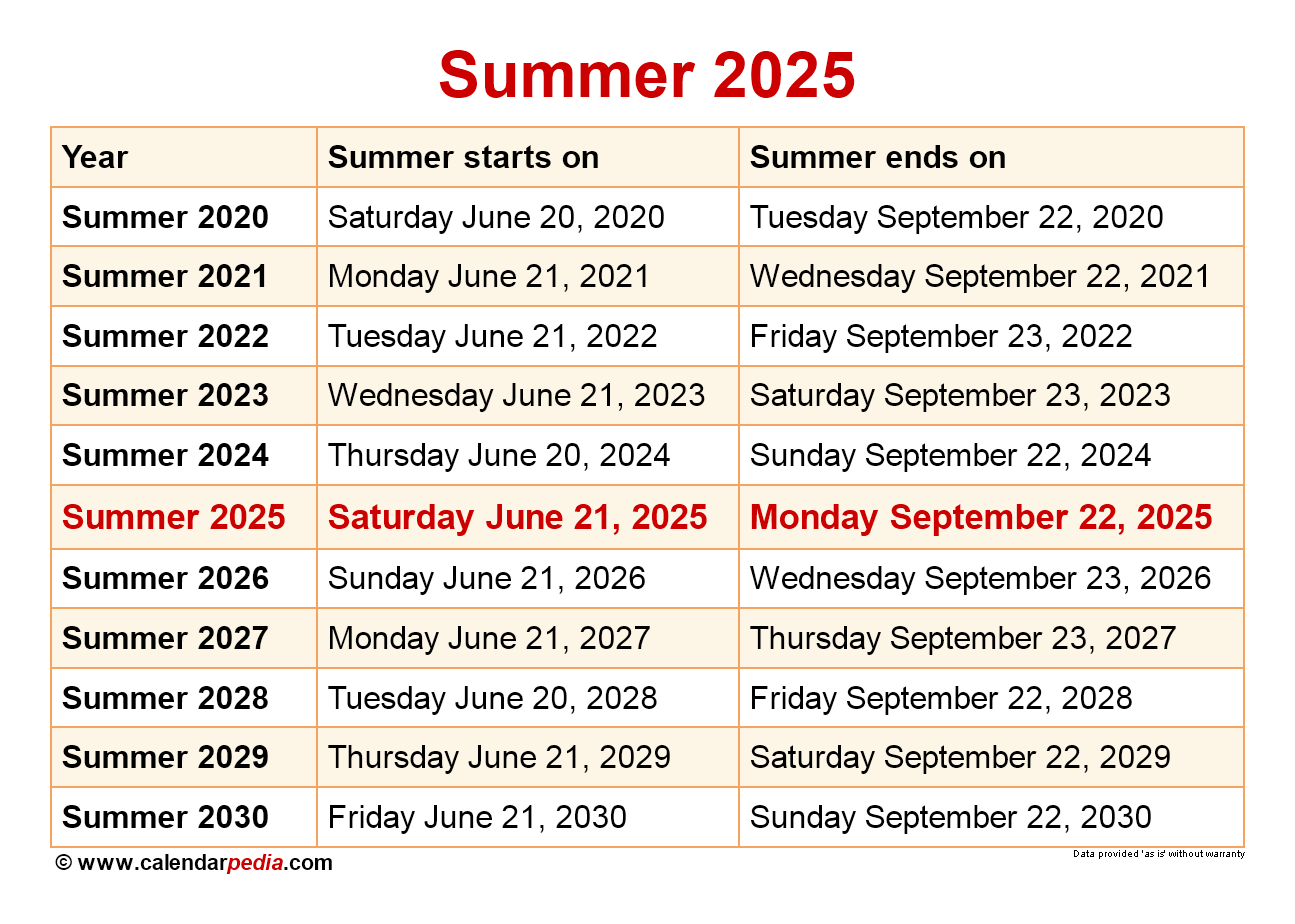 Summer 2025
Year Summer starts on Summer ends on
Summer 2020 Saturday June 20, 2020 Tuesday September 22, 2020
Summer 2021 Monday June 21, 2021 Wednesday September 22, 2021
Summer 2022 Tuesday June 21, 2022 Friday September 23, 2022
Summer 2023 Wednesday June 21, 2023 Saturday September 23, 2023
Summer 2024 Thursday June 20, 2024 Sunday September 22, 2024
Summer 2025 Saturday June 21, 2025 Monday September 22, 2025
Summer 2026 Sunday June 21, 2026 Wednesday September 23, 2026
Summer 2027 Monday June 21, 2027 Thursday September 23, 2027
Summer 2028 Tuesday June 20, 2028 Friday September 22, 2028
Summer 2029 Thursday June 21, 2029 Saturday September 22, 2029
Summer 2030 Friday June 21, 2030 Sunday September 22, 2030
© www.calendarpedia.com Data provided 'as is' without warranty